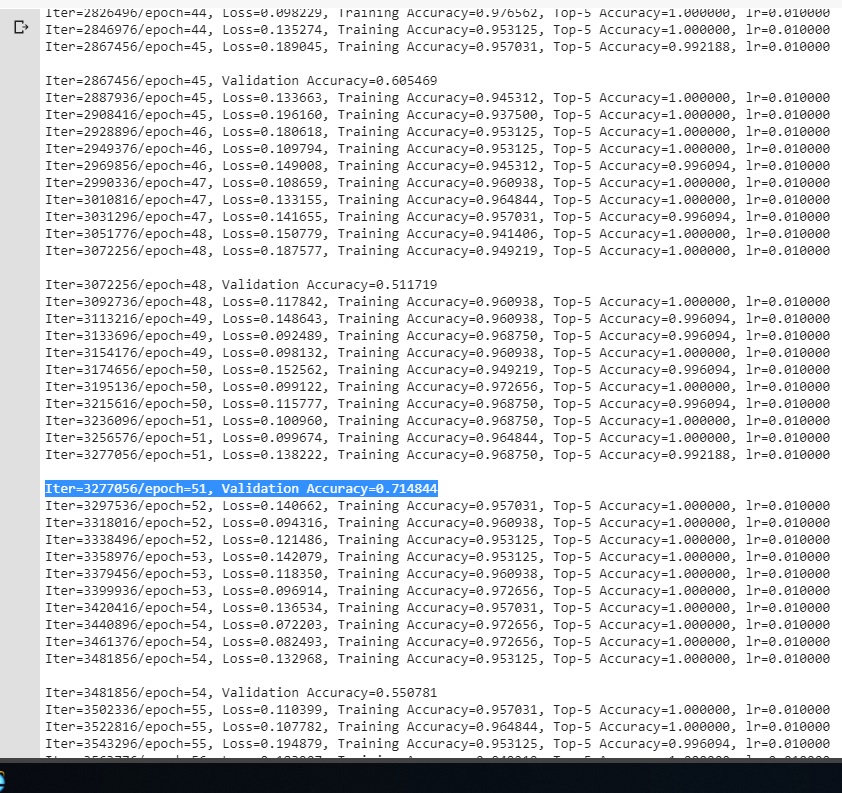 Iter=2826496/epoch=44, Loss=0.098229, Training Accuracy=0.976562, Top-5 Accuracy=1.000000, lr=0.010000
Iter=2846976/epoch=44, Loss=0.135274, Training Accuracy=0.953125, Top-5 Accuracy=1.000000, lr=0.010000
Iter=2867456/epoch=45, Loss=0.189045, Training Accuracy=0.957031, Top-5 Accuracy=0.992188, lr=0.010000
Iter=2867456/epoch=45, Validation Accuracy=0.605469
Iter=2887936/epoch=45, Loss=0.133663, Training Accuracy=0.945312, Top-5 Accuracy=1.000000, lr=0.010000
Iter=2908416/epoch=45, Loss=0.196160, Training Accuracy=0.937500, Top-5 Accuracy=1.000000, lr=0.010000
Iter=2928896/epoch=46, Loss=0.180618, Training Accuracy=0.953125, Top-5 Accuracy=1.000000, lr=0.010000
Iter=2949376/epoch=46, Loss=0.109794, Training Accuracy=0.953125, Top-5 Accuracy=1.000000, lr=0.010000
Iter=2969856/epoch=46, Loss=0.149008, Training Accuracy=0.945312, Top-5 Accuracy=0.996094, lr=0.010000
Iter=2990336/epoch=47, Loss=0.108659, Training Accuracy=0.960938, Top-5 Accuracy=1.000000, lr=0.010000
Iter=3010816/epoch=47, Loss=0.133155, Training Accuracy=0.964844, Top-5 Accuracy=1.000000, lr=0.010000
Iter=3031296/epoch=47, Loss=0.141655, Training Accuracy=0.957031, Top-5 Accuracy=0.996094, lr=0.010000
Iter=3051776/epoch=48, Loss=0.150779, Training Accuracy=0.941406, Top-5 Accuracy=1.000000, lr=0.010000
Iter=3072256/epoch=48, Loss=0.187577, Training Accuracy=0.949219, Top-5 Accuracy=1.000000, lr=0.010000
Iter=3072256/epoch=48, Validation Accuracy=0.511719
Iter=3092736/epoch=48, Loss=0.117842, Training Accuracy=0.960938, Top-5 Accuracy=1.000000, lr=0.010000
Iter=3113216/epoch=49, Loss=0.148643, Training Accuracy=0.960938, Top-5 Accuracy=0.996094, lr=0.010000
Iter=3133696/epoch=49, Loss=0.092489, Training Accuracy=0.968750, Top-5 Accuracy=0.996094, lr=0.010000
Iter=3154176/epoch=49, Loss=0.098132, Training Accuracy=0.960938, Top-5 Accuracy=1.000000, lr=0.010000
Iter=3174656/epoch=50, Loss=0.152562, Training Accuracy=0.949219, Top-5 Accuracy=0.996094, lr=0.010000
Iter=3195136/epoch=50, Loss=0.099122, Training Accuracy=0.972656, Top-5 Accuracy=1.000000, lr=0.010000
Iter=3215616/epoch=50, Loss=0.115777, Training Accuracy=0.968750, Top-5 Accuracy=0.996094, lr=0.010000
Iter=3236096/epoch=51, Loss=0.100960, Training Accuracy=0.968750, Top-5 Accuracy=1.000000, lr=0.010000
Iter=3256576/epoch=51, Loss=0.099674, Training Accuracy=0.964844, Top-5 Accuracy=1.000000, lr=0.010000
Iter=3277056/epoch=51, Loss=0.138222, Training Accuracy=0.968750, Top-5 Accuracy=0.992188, lr=0.010000
Iter=3277056/epoch=51, Validation Accuracy=0.714844
Iter=3297536/epoch=52, Loss=0.140662, Training Accuracy=0.957031, Top-5 Accuracy=1.000000, lr=0.010000
Iter=3318016/epoch=52, Loss=0.094316, Training Accuracy=0.960938, Top-5 Accuracy=1.000000, lr=0.010000
Iter=3338496/epoch=52, Loss=0.121486, Training Accuracy=0.953125, Top-5 Accuracy=1.000000, lr=0.010000
Iter=3358976/epoch=53, Loss=0.142079, Training Accuracy=0.953125, Top-5 Accuracy=1.000000, lr=0.010000
Iter=3379456/epoch=53, Loss=0.118350, Training Accuracy=0.960938, Top-5 Accuracy=1.000000, lr=0.010000
Iter=3399936/epoch=53, Loss=0.096914, Training Accuracy=0.972656, Top-5 Accuracy=1.000000, lr=0.010000
Iter=3420416/epoch=54, Loss=0.136534, Training Accuracy=0.957031, Top-5 Accuracy=1.000000, lr=0.010000
Iter=3440896/epoch=54, Loss=0.072203, Training Accuracy=0.972656, Top-5 Accuracy=1.000000, lr=0.010000
Iter=3461376/epoch=54, Loss=0.082493, Training Accuracy=0.972656, Top-5 Accuracy=1.000000, lr=0.010000
Iter=3481856/epoch=54, Loss=0.132968, Training Accuracy=0.953125, Top-5 Accuracy=1.000000, lr=0.010000
Iter=3481856/epoch=54, Validation Accuracy=0.550781
Iter=3502336/epoch=55, Loss=0.110399, Training Accuracy=0.957031, Top-5 Accuracy=1.000000, lr=0.010000
Iter=3522816/epoch=55, Loss=0.107782, Training Accuracy=0.964844, Top-5 Accuracy=1.000000, lr=0.010000
Iter=3543296/epoch=55, Loss=0.194879, Training Accuracy=0.953125, Top-5 Accuracy=0.996094, lr=0.010000